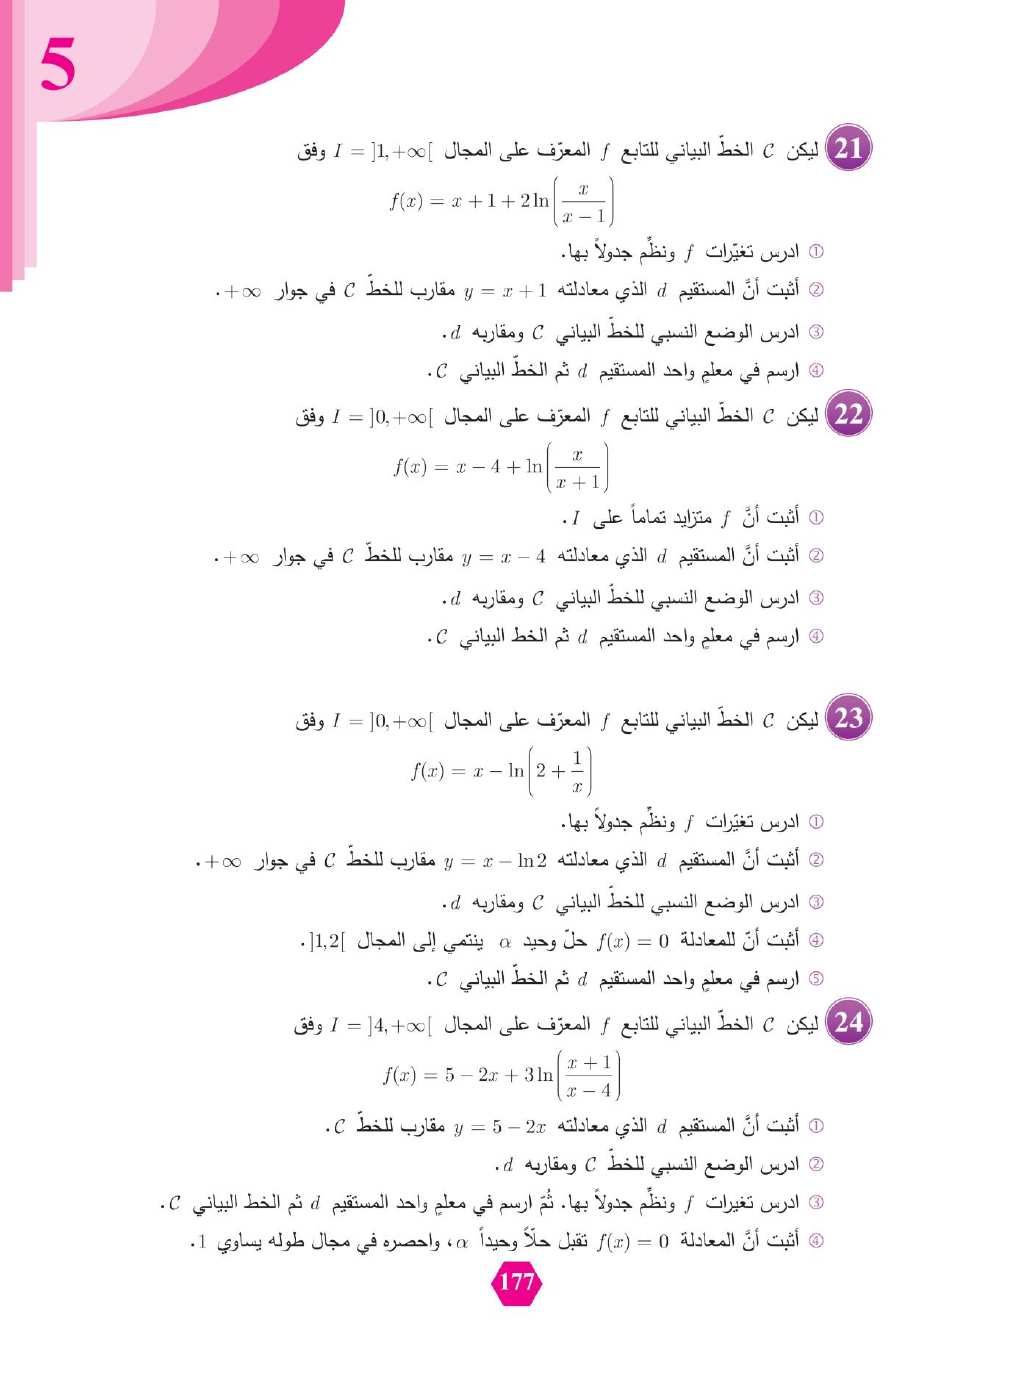 5
21 ليكن C الخطّ البياني للتابع f المعرّف على المجال I = ]1,+∞[ وفق
f(x) = x + 1 + 2 ln(x / (x − 1))
① ادرس تغيّرات f ونظِّم جدولاً بها.
② أثبت أنَّ المستقيم d الذي معادلته y = x + 1 مقارب للخطّ C في جوار +∞.
③ ادرس الوضع النسبي للخطّ البياني C ومقاربه d.
④ ارسم في معلمٍ واحد المستقيم d ثم الخطّ البياني C.
22 ليكن C الخطّ البياني للتابع f المعرّف على المجال I = ]0,+∞[ وفق
f(x) = x − 4 + ln(x / (x + 1))
① أثبت أنَّ f متزايد تماماً على I.
② أثبت أنَّ المستقيم d الذي معادلته y = x − 4 مقارب للخطّ C في جوار +∞.
③ ادرس الوضع النسبي للخطّ البياني C ومقاربه d.
④ ارسم في معلمٍ واحد المستقيم d ثم الخط البياني C.
23 ليكن C الخطّ البياني للتابع f المعرّف على المجال I = ]0,+∞[ وفق
f(x) = x − ln(2 + 1/x)
① ادرس تغيّرات f ونظِّم جدولاً بها.
② أثبت أنَّ المستقيم d الذي معادلته y = x − ln 2 مقارب للخطّ C في جوار +∞.
③ ادرس الوضع النسبي للخطّ البياني C ومقاربه d.
④ أثبت أنّ للمعادلة f(x) = 0 حلّ وحيد α ينتمي إلى المجال ]1,2[.
⑤ ارسم في معلمٍ واحد المستقيم d ثم الخطّ البياني C.
24 ليكن C الخطّ البياني للتابع f المعرّف على المجال I = ]4,+∞[ وفق
f(x) = 5 − 2x + 3 ln((x + 1) / (x − 4))
① أثبت أنَّ المستقيم d الذي معادلته y = 5 − 2x مقارب للخطّ C.
② ادرس الوضع النسبي للخطّ C ومقاربه d.
③ ادرس تغيرات f ونظِّم جدولاً بها. ثُمّ ارسم في معلمٍ واحد المستقيم d ثم الخط البياني C.
④ أثبت أنَّ المعادلة f(x) = 0 تقبل حلّاً وحيداً α، واحصره في مجال طوله يساوي 1.
177